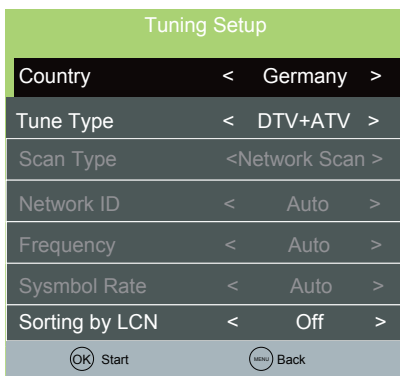 Tuning Setup
Country < Germany >
Tune Type < DTV+ATV >
Scan Type <Network Scan >
Network ID < Auto >
Frequency < Auto >
Sysmbol Rate < Auto >
Sorting by LCN < Off >
OK Start MENU Back